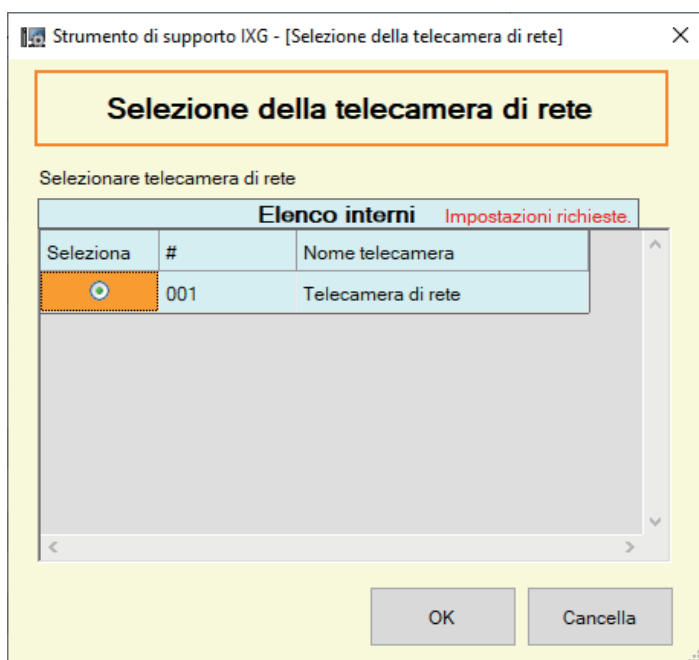 Strumento di supporto IXG - [Selezione della telecamera di rete]
Selezione della telecamera di rete
Selezionare telecamera di rete
Elenco interni Impostazioni richieste.
Seleziona # Nome telecamera
001 Telecamera di rete
OK Cancella